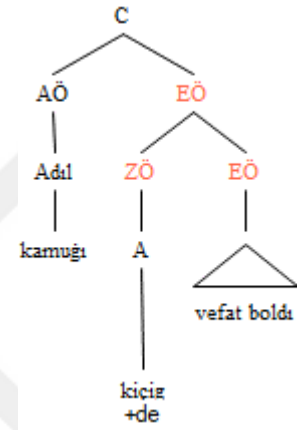 C
AÖ EÖ
Adıl ZÖ EÖ
kamuğı A
vefat boldı
kiçig
+de